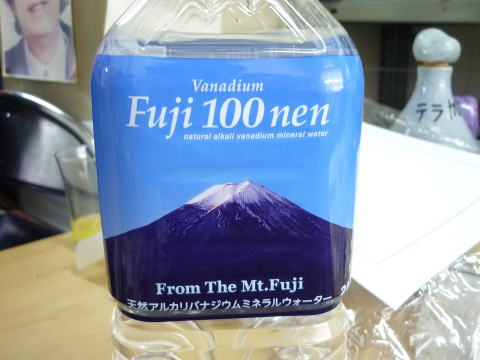 Vanadium
Fuji 100 nen
natural alkali vanadium mineral water
From The Mt.Fuji
天然アルカリバナジウムミネラルウォーター
テラ